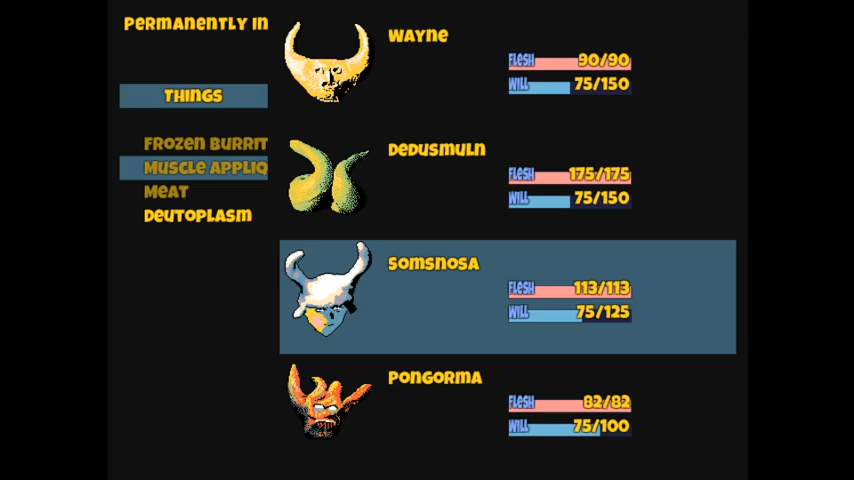 PERMANENTLY IN
THINGS
FROZEN BURRIT
MUSCLE APPLIQ
MEAT
DEUTOPLASM
WAYNE
FLESH 90/90
WILL 75/150
DEDUSMULN
FLESH 175/175
WILL 75/150
SOMSNOSA
FLESH 113/113
WILL 75/125
PONGORMA
FLESH 82/82
WILL 75/100